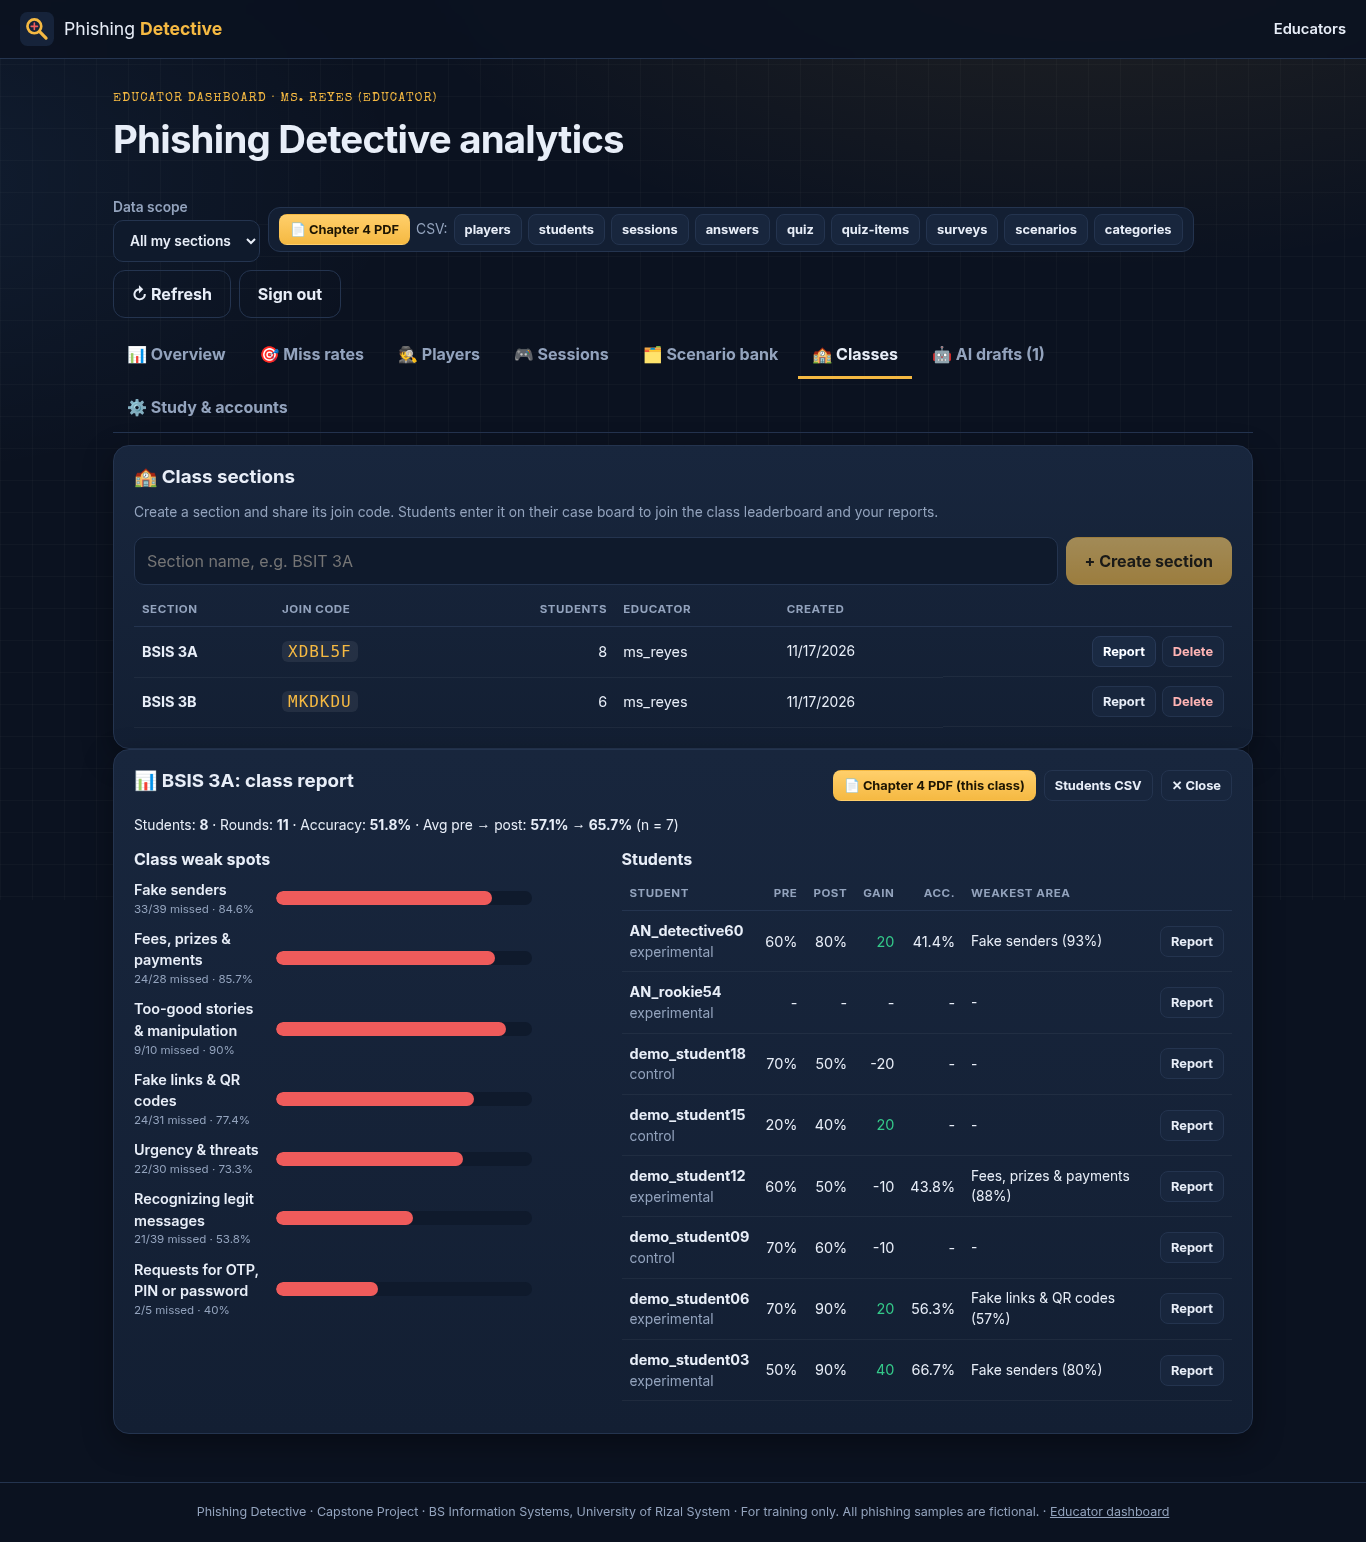 Phishing Detective
Educators
EDUCATOR DASHBOARD · MS. REYES (EDUCATOR)
Phishing Detective analytics
Data scope
All my sections
Chapter 4 PDF CSV: players students sessions answers quiz quiz-items surveys scenarios categories
↻ Refresh Sign out
Overview Miss rates Players Sessions Scenario bank Classes AI drafts (1)
Study & accounts
Class sections
Create a section and share its join code. Students enter it on their case board to join the class leaderboard and your reports.
Section name, e.g. BSIT 3A + Create section
SECTION JOIN CODE STUDENTS EDUCATOR CREATED
BSIS 3A XDBL5F 8 ms_reyes 11/17/2026 Report Delete
BSIS 3B MKDKDU 6 ms_reyes 11/17/2026 Report Delete
BSIS 3A: class report
Chapter 4 PDF (this class) Students CSV ✕ Close
Students: 8 · Rounds: 11 · Accuracy: 51.8% · Avg pre → post: 57.1% → 65.7% (n = 7)
Class weak spots
Fake senders
33/39 missed · 84.6%
Fees, prizes &
payments
24/28 missed · 85.7%
Too-good stories
& manipulation
9/10 missed · 90%
Fake links & QR
codes
24/31 missed · 77.4%
Urgency & threats
22/30 missed · 73.3%
Recognizing legit
messages
21/39 missed · 53.8%
Requests for OTP,
PIN or password
2/5 missed · 40%
Students
STUDENT PRE POST GAIN ACC. WEAKEST AREA
AN_detective60
experimental
60% 80% 20 41.4% Fake senders (93%) Report
AN_rookie54
experimental
- - - - - Report
demo_student18
control
70% 50% -20 - - Report
demo_student15
control
20% 40% 20 - - Report
demo_student12
experimental
60% 50% -10 43.8% Fees, prizes & payments
(88%)
Report
demo_student09
control
70% 60% -10 - - Report
demo_student06
experimental
70% 90% 20 56.3% Fake links & QR codes
(57%)
Report
demo_student03
experimental
50% 90% 40 66.7% Fake senders (80%) Report
Phishing Detective · Capstone Project · BS Information Systems, University of Rizal System · For training only. All phishing samples are fictional. · Educator dashboard